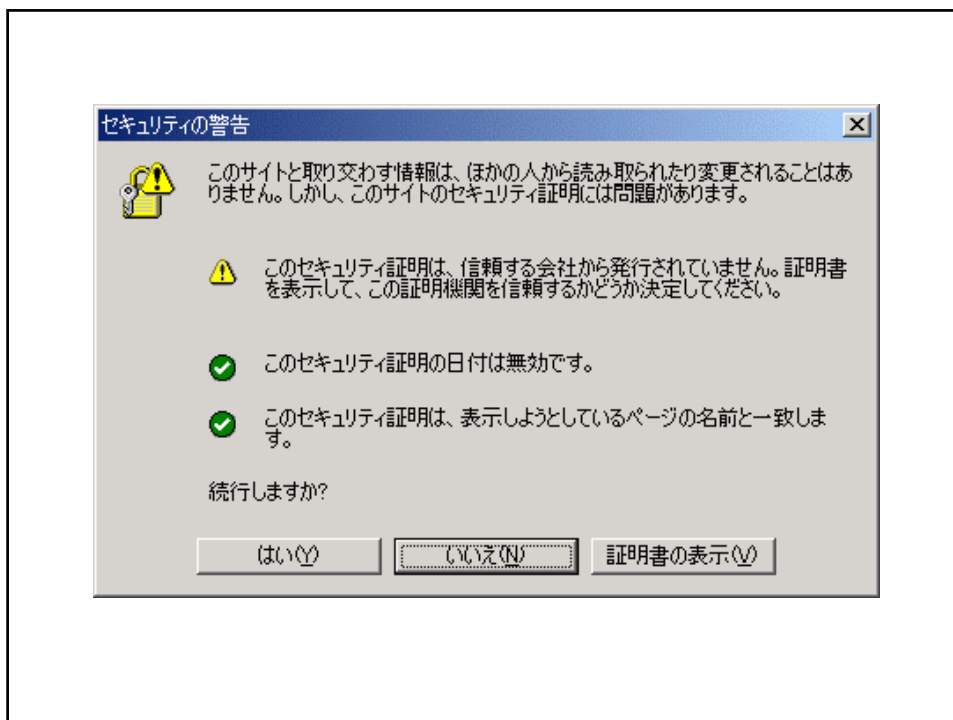 セキュリティの警告
このサイトと取り交わす情報は、ほかの人から読み取られたり変更されることはあ
りません。しかし、このサイトのセキュリティ証明には問題があります。
このセキュリティ証明は、信頼する会社から発行されていません。証明書
を表示して、この証明機関を信頼するかどうか決定してください。
このセキュリティ証明の日付は無効です。
このセキュリティ証明は、表示しようとしているページの名前と一致しま
す。
続行しますか?
はい(Y)
いいえ(N)
証明書の表示(V)